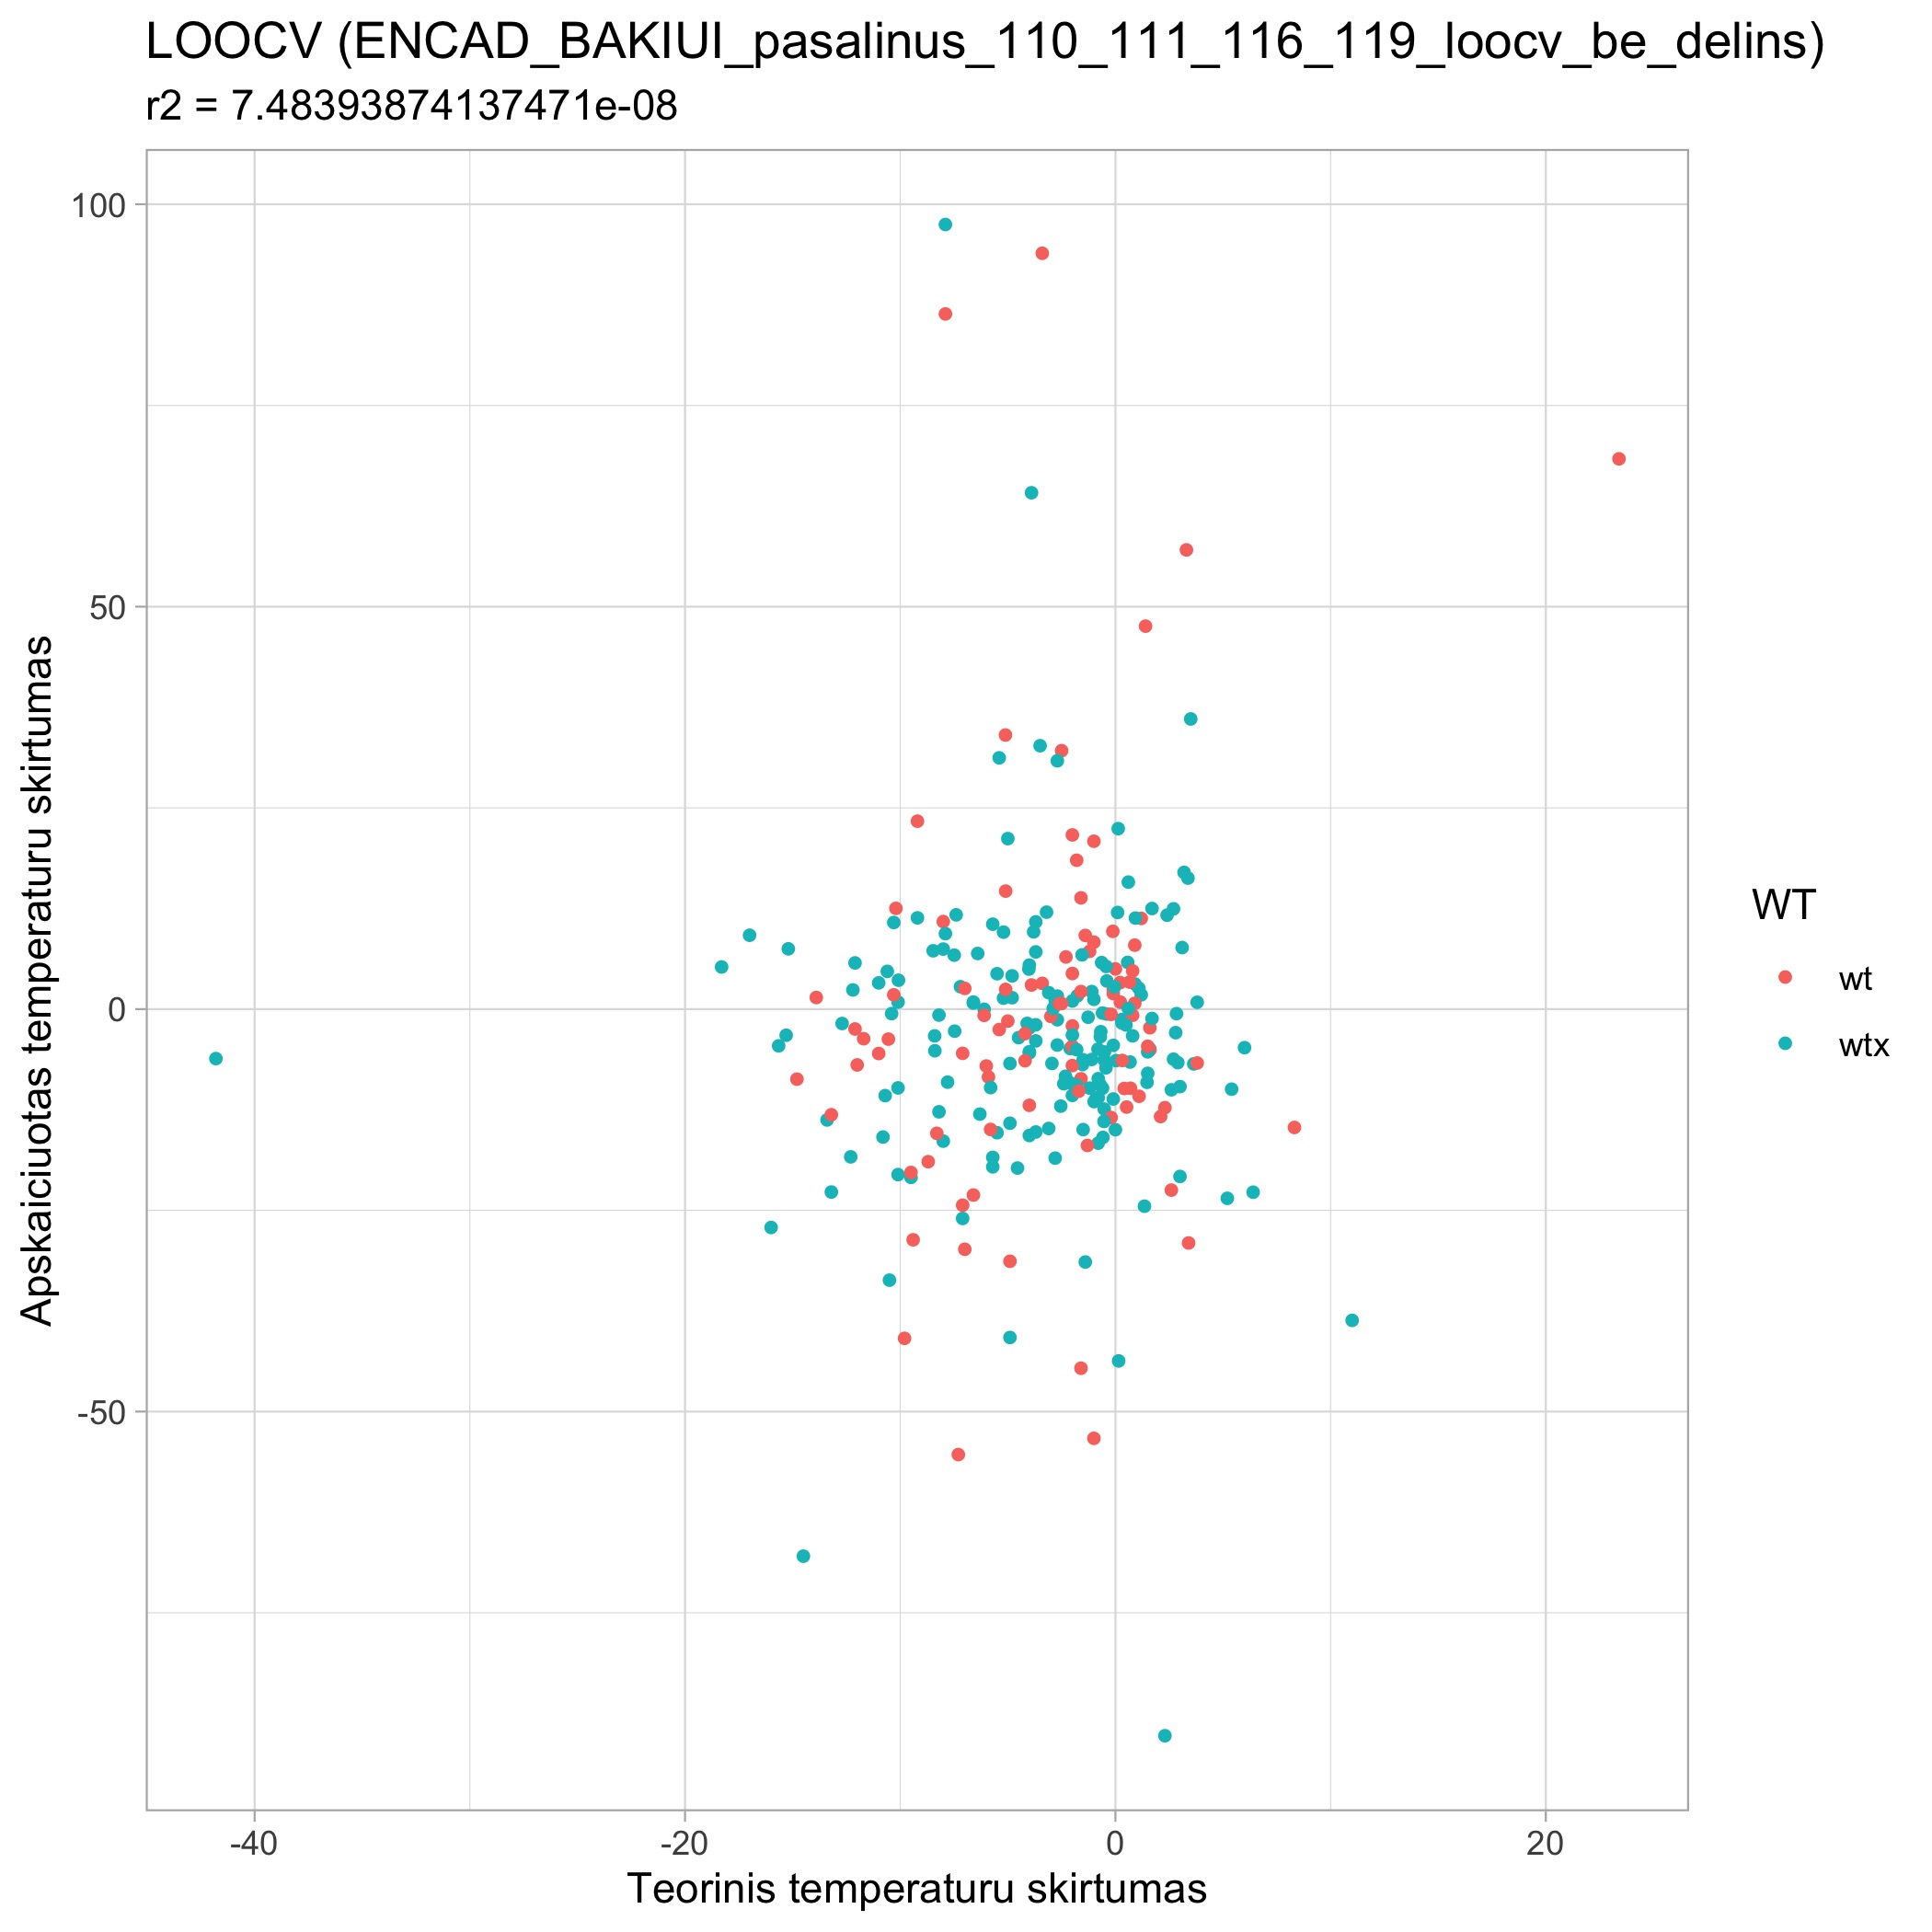 LOOCV (ENCAD_BAKIUI_pasalinus_110_111_116_119_loocv_be_delins)
r2 = 7.48393874137471e-08
100
50
0
-50
Apskaiciuotas temperaturu skirtumas
-40
-20
0
20
Teorinis temperaturu skirtumas
WT
wt
wtx